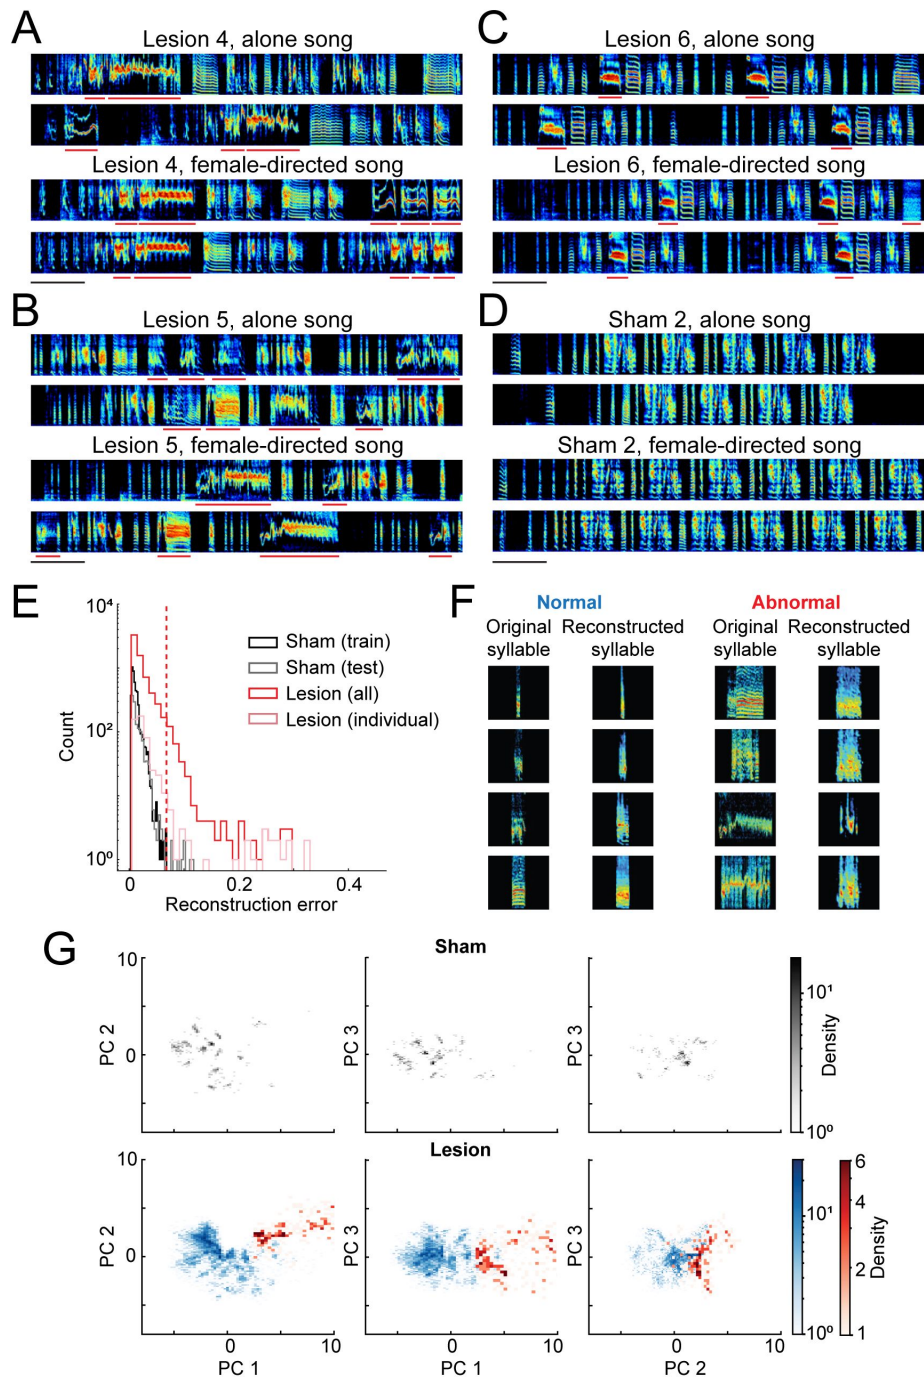 A
Lesion 4, alone song
Lesion 4, female-directed song
C
Lesion 6, alone song
Lesion 6, female-directed song
B
Lesion 5, alone song
Lesion 5, female-directed song
D
Sham 2, alone song
Sham 2, female-directed song
E
10⁴
10²
10⁰
Count
0
0.2
0.4
Reconstruction error
Sham (train)
Sham (test)
Lesion (all)
Lesion (individual)
F
Normal
Abnormal
Original syllable
Reconstructed syllable
Original syllable
Reconstructed syllable
G
Sham
10
0
PC 2
PC 3
PC 3
10¹
10⁰
Density
Lesion
10
0
PC 2
PC 3
PC 3
0
10
PC 1
0
10
PC 1
0
10
PC 2
10¹
10⁰
6
4
2
1
Density